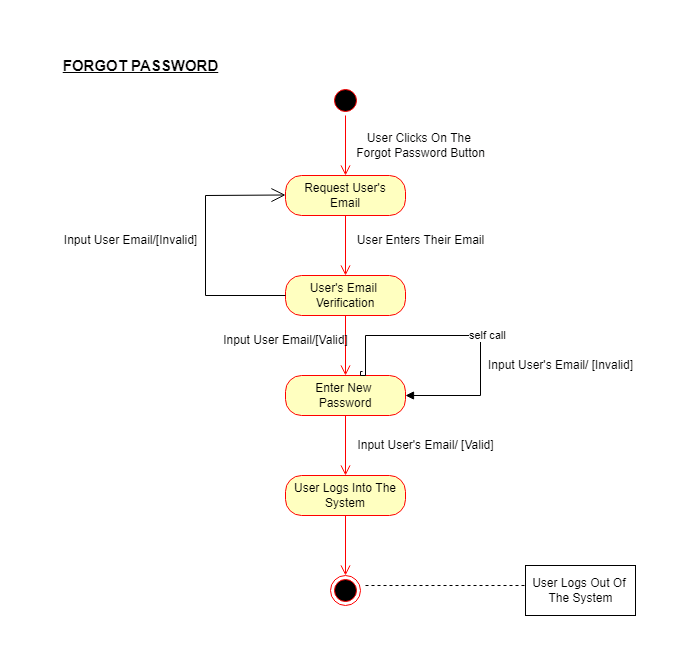 FORGOT PASSWORD
User Clicks On The
Forgot Password Button
Request User's
Email
Input User Email/[Invalid]
User Enters Their Email
User's Email
Verification
Input User Email/[Valid]
self call
Input User's Email/ [Invalid]
Enter New
Password
Input User's Email/ [Valid]
User Logs Into The
System
User Logs Out Of
The System